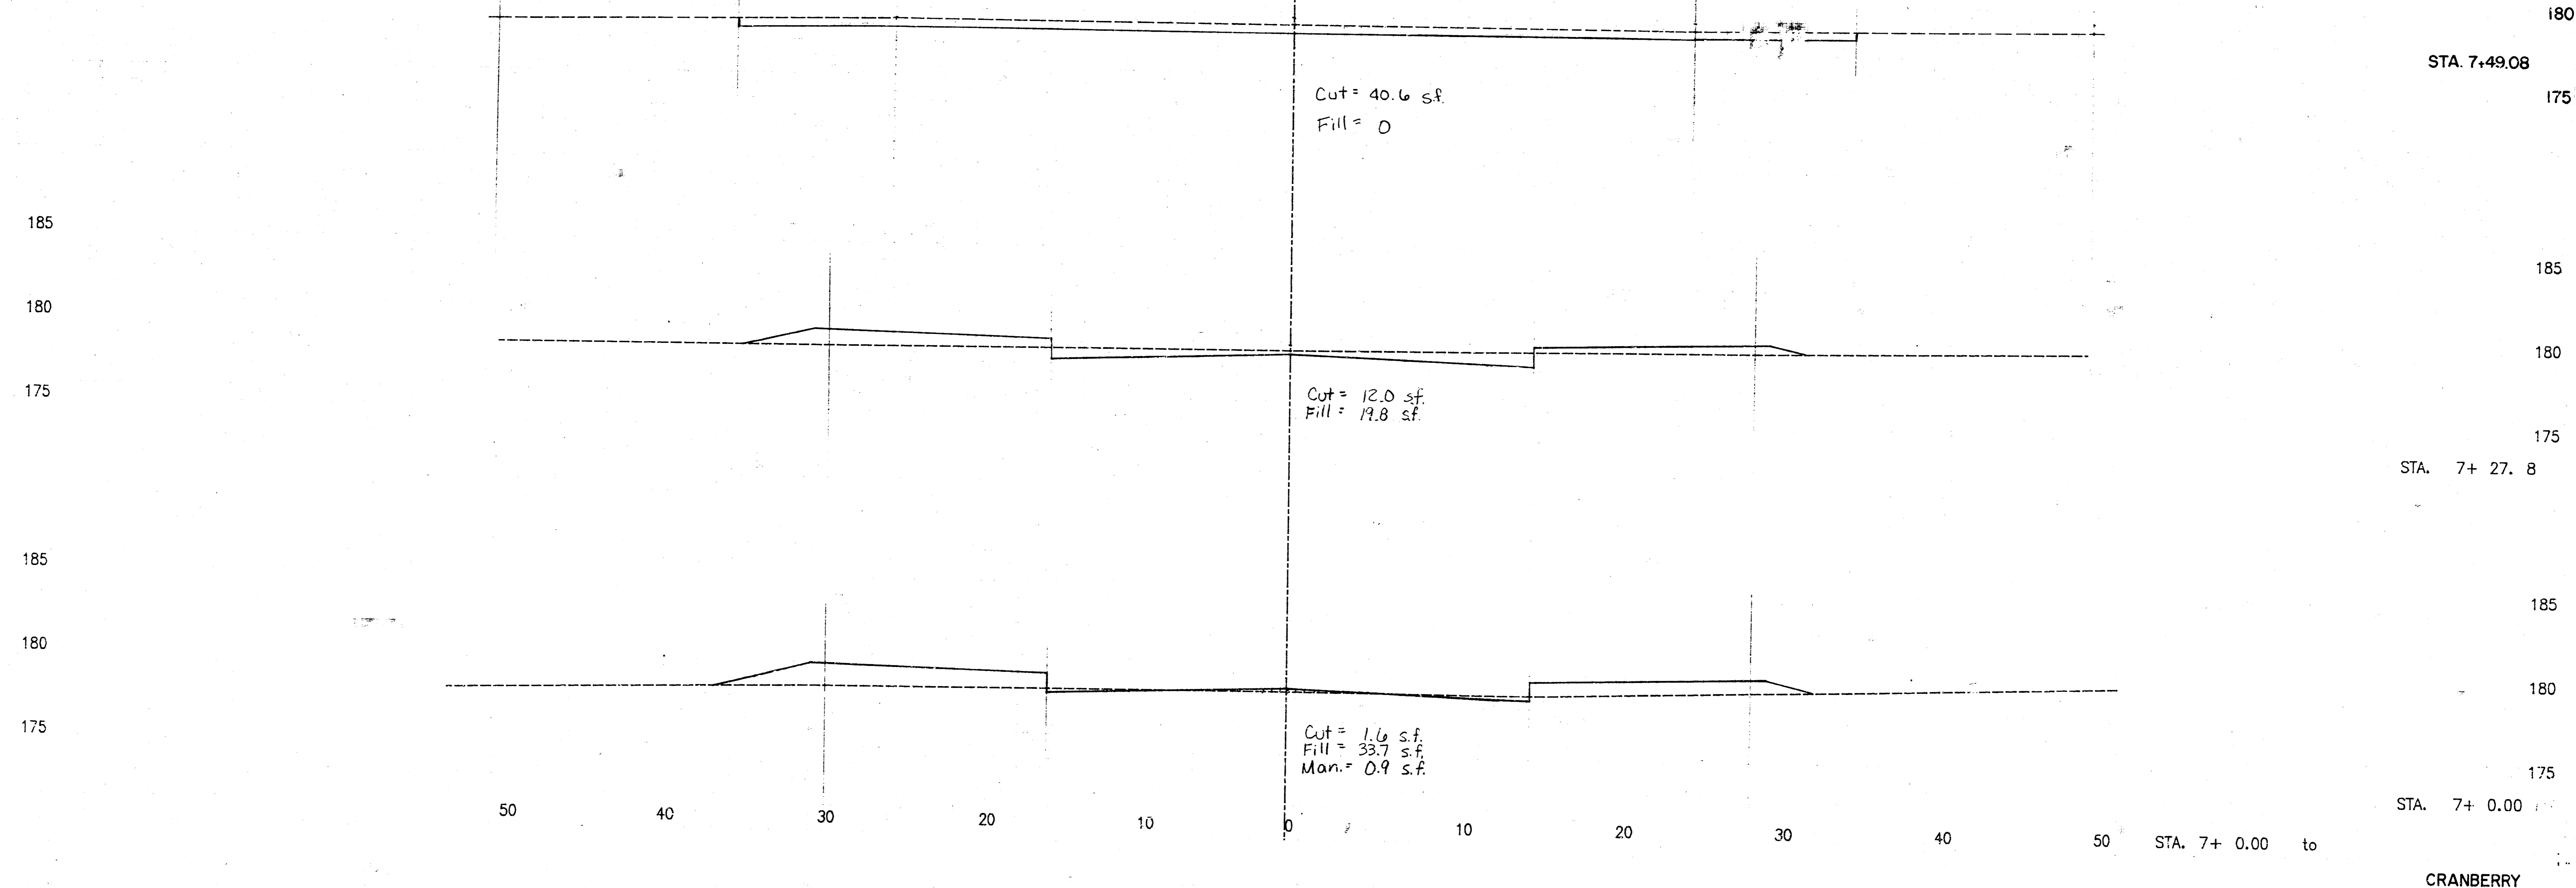 180
STA. 7+49.08
175
Cut = 40.6 s.f.
Fill = 0
185
185
180
180
175
Cut = 12.0 s.f.
Fill = 19.8 s.f.
175
STA. 7+ 27. 8
185
185
180
180
175
Cut = 1.6 s.f.
Fill = 33.7 s.f.
Man. = 0.9 s.f.
175
STA. 7+ 0.00
50 40 30 20 10 0 10 20 30 40 50
STA. 7+ 0.00 to
CRANBERRY